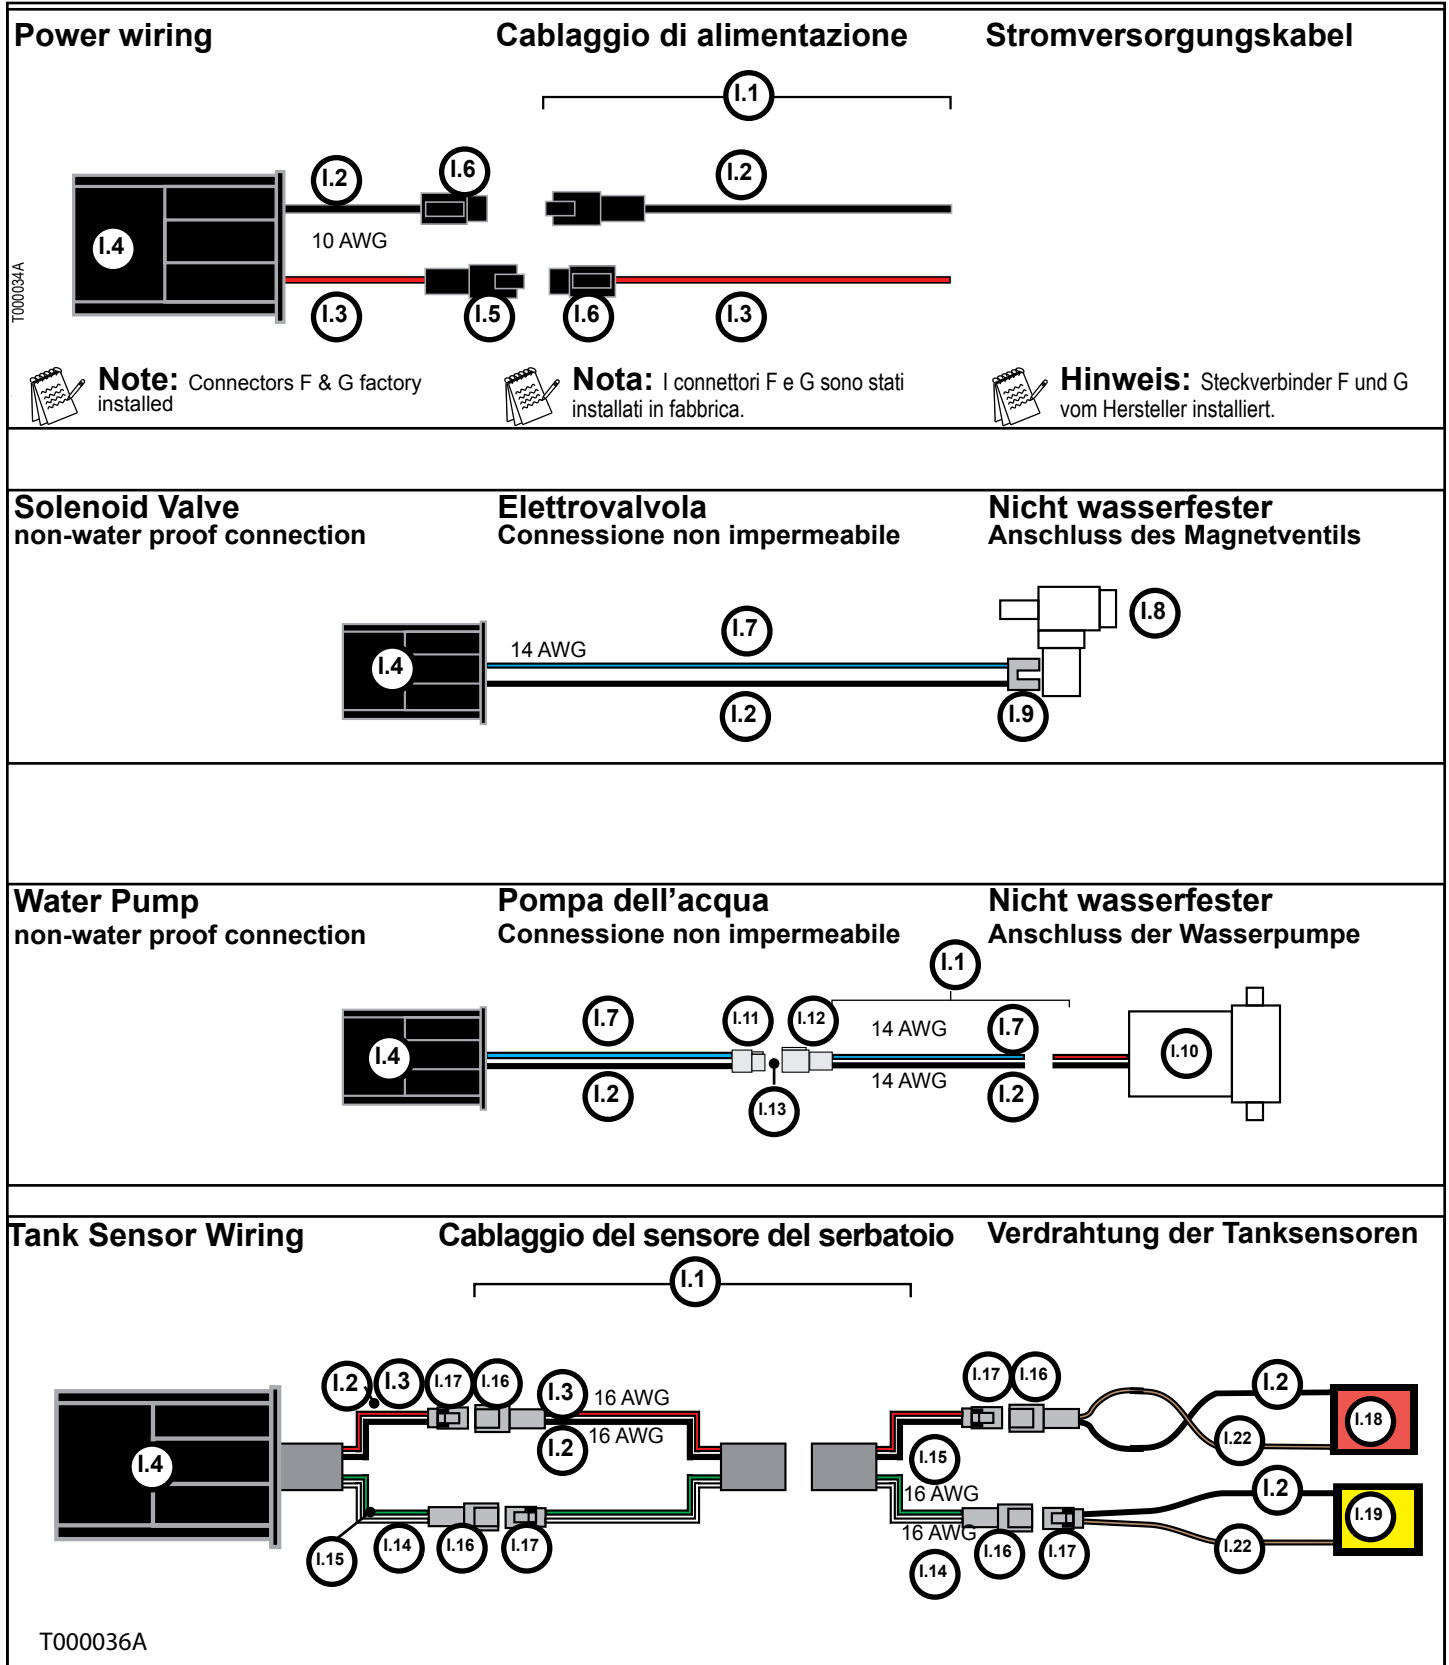 Power wiring
Cablaggio di alimentazione
Stromversorgungskabel
I.1
I.2
I.6
I.2
I.4
10 AWG
T000034A
I.3
I.5
I.6
I.3
Note: Connectors F & G factory
installed
Nota: I connettori F e G sono stati
installati in fabbrica.
Hinweis: Steckverbinder F und G
vom Hersteller installiert.
Solenoid Valve
non-water proof connection
Elettrovalvola
Connessione non impermeabile
Nicht wasserfester
Anschluss des Magnetventils
I.8
I.7
14 AWG
I.4
I.2
I.9
Water Pump
non-water proof connection
Pompa dell’acqua
Connessione non impermeabile
Nicht wasserfester
Anschluss der Wasserpumpe
I.1
I.7
I.11
I.12
14 AWG
I.7
I.4
I.10
I.2
I.13
14 AWG
I.2
Tank Sensor Wiring
Cablaggio del sensore del serbatoio
Verdrahtung der Tanksensoren
I.1
I.2
I.3
I.17
I.16
I.3
16 AWG
I.17
I.16
I.2
I.18
I.2
16 AWG
I.22
I.4
I.15
16 AWG
I.2
I.19
I.15
I.14
I.16
I.17
16 AWG
I.14
I.16
I.17
I.22
T000036A